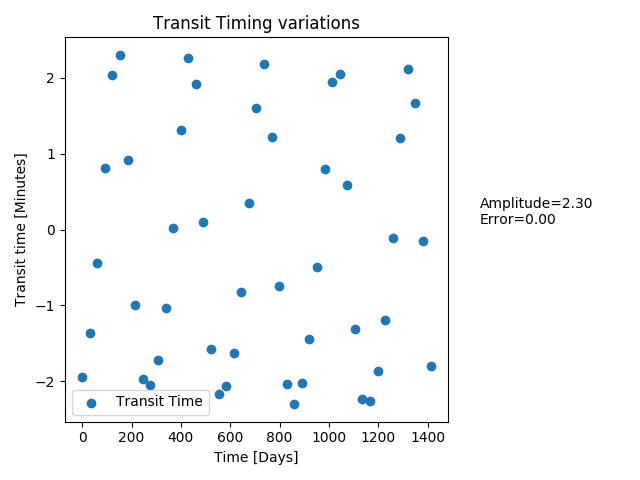 Transit Timing variations
Transit time [Minutes]
2
1
0
−1
−2
Transit Time
0
200
400
600
800
1000
1200
1400
Time [Days]
Amplitude=2.30
Error=0.00